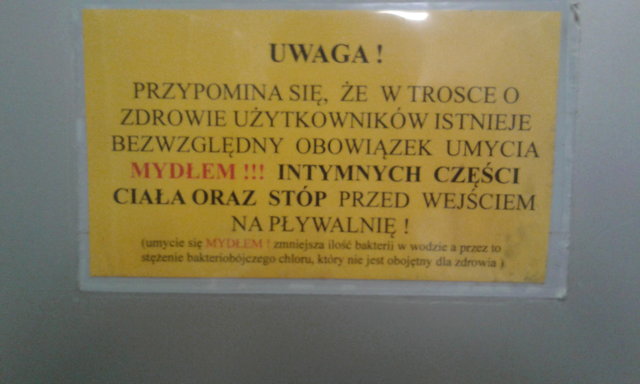 UWAGA !
PRZYPOMINA SIĘ, ŻE W TROSCE O
ZDROWIE UŻYTKOWNIKÓW ISTNIEJE
BEZWZGLĘDNY OBOWIĄZEK UMYCIA
MYDŁEM !!! INTYMNYCH CZĘŚCI
CIAŁA ORAZ STÓP PRZED WEJŚCIEM
NA PŁYWALNIĘ !
(umycie się MYDŁEM ! zmniejsza ilość bakterii w wodzie a przez to
stężenie bakteriobójczego chloru, który nie jest obojętny dla zdrowia )